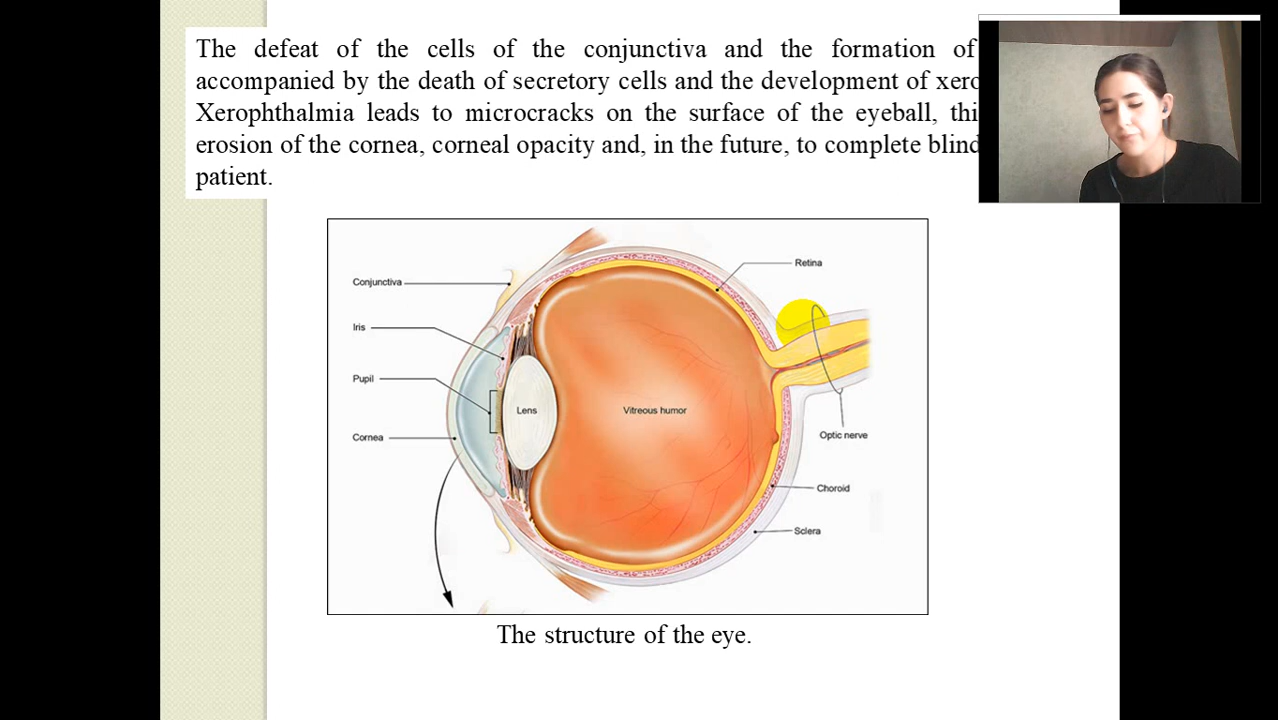 The defeat of the cells of the conjunctiva and the formation of
accompanied by the death of secretory cells and the development of xero
Xerophthalmia leads to microcracks on the surface of the eyeball, thi
erosion of the cornea, corneal opacity and, in the future, to complete blind
patient.
Retina
Conjunctiva
Iris
Pupil
Lens
Vitreous humor
Cornea
Optic nerve
Choroid
Sclera
The structure of the eye.